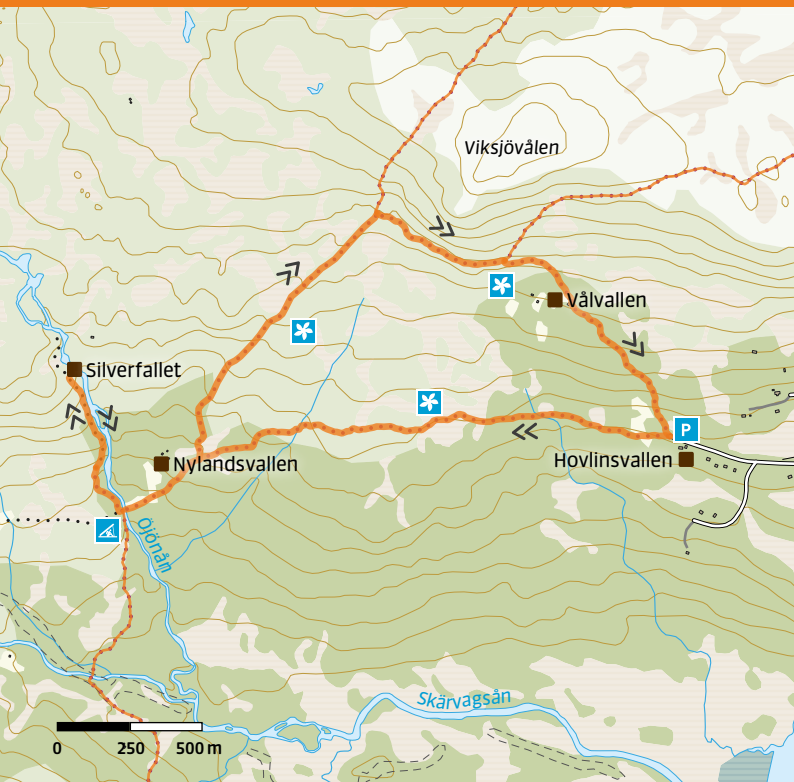 Viksjövålen
Vålvallen
Silverfallet
P
Hovlinsvallen
Nylandsvallen
Öjönån
Skärvagsån
0 250 500 m